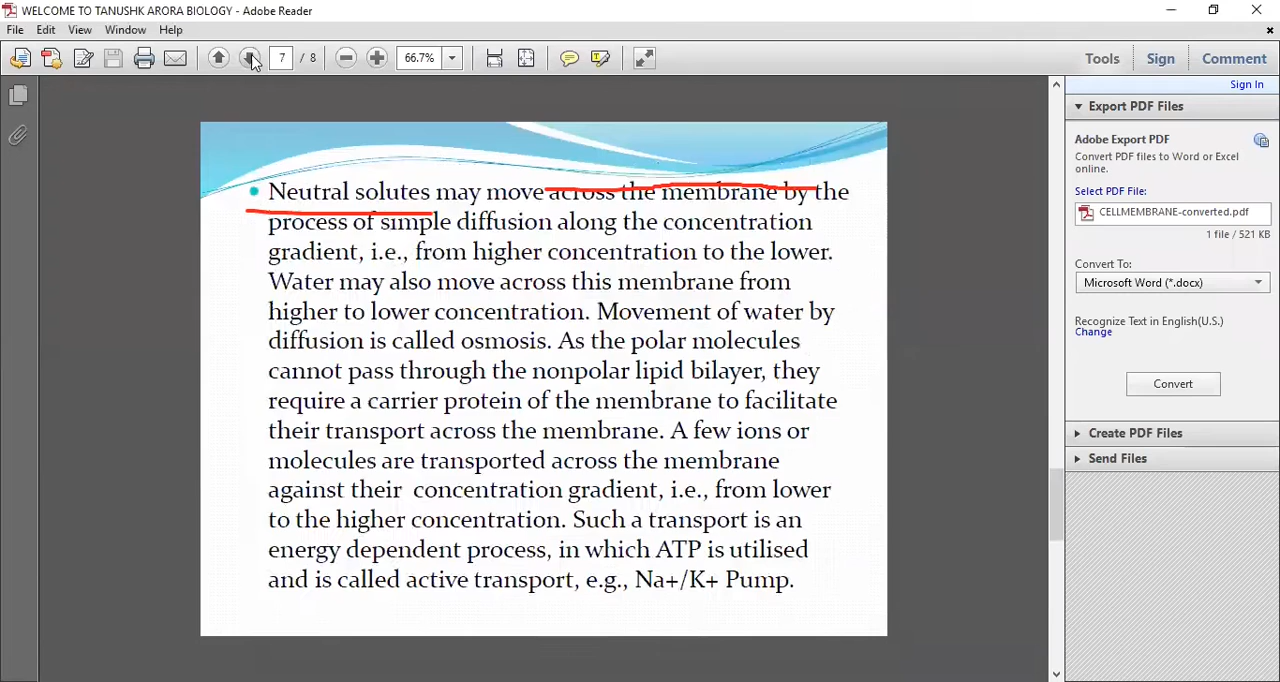 WELCOME TO TANUSHK ARORA BIOLOGY - Adobe Reader
File Edit View Window Help
7 / 8 66.7% Tools Sign Comment
Sign In
Export PDF Files
Adobe Export PDF
Convert PDF files to Word or Excel
online.
Select PDF File:
CELLMEMBRANE-converted.pdf
1 file / 521 KB
Convert To:
Microsoft Word (*.docx)
Recognize Text in English(U.S.)
Change
Convert
Create PDF Files
Send Files
• Neutral solutes may move across the membrane by the
process of simple diffusion along the concentration
gradient, i.e., from higher concentration to the lower.
Water may also move across this membrane from
higher to lower concentration. Movement of water by
diffusion is called osmosis. As the polar molecules
cannot pass through the nonpolar lipid bilayer, they
require a carrier protein of the membrane to facilitate
their transport across the membrane. A few ions or
molecules are transported across the membrane
against their concentration gradient, i.e., from lower
to the higher concentration. Such a transport is an
energy dependent process, in which ATP is utilised
and is called active transport, e.g., Na+/K+ Pump.